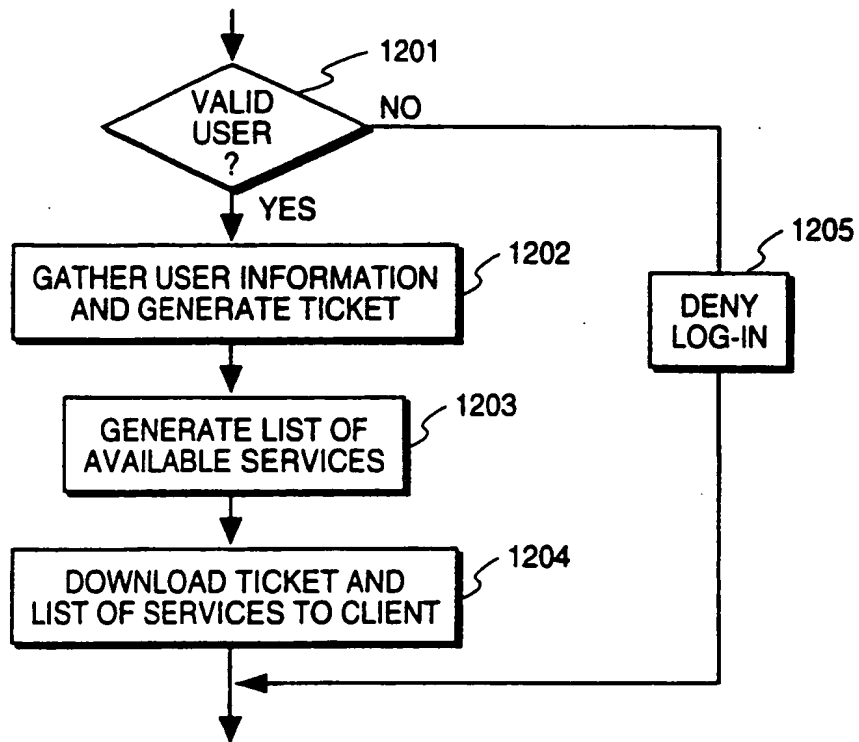 1201
VALID
USER
?
NO
YES
1202
GATHER USER INFORMATION
AND GENERATE TICKET
1205
DENY
LOG-IN
1203
GENERATE LIST OF
AVAILABLE SERVICES
1204
DOWNLOAD TICKET AND
LIST OF SERVICES TO CLIENT